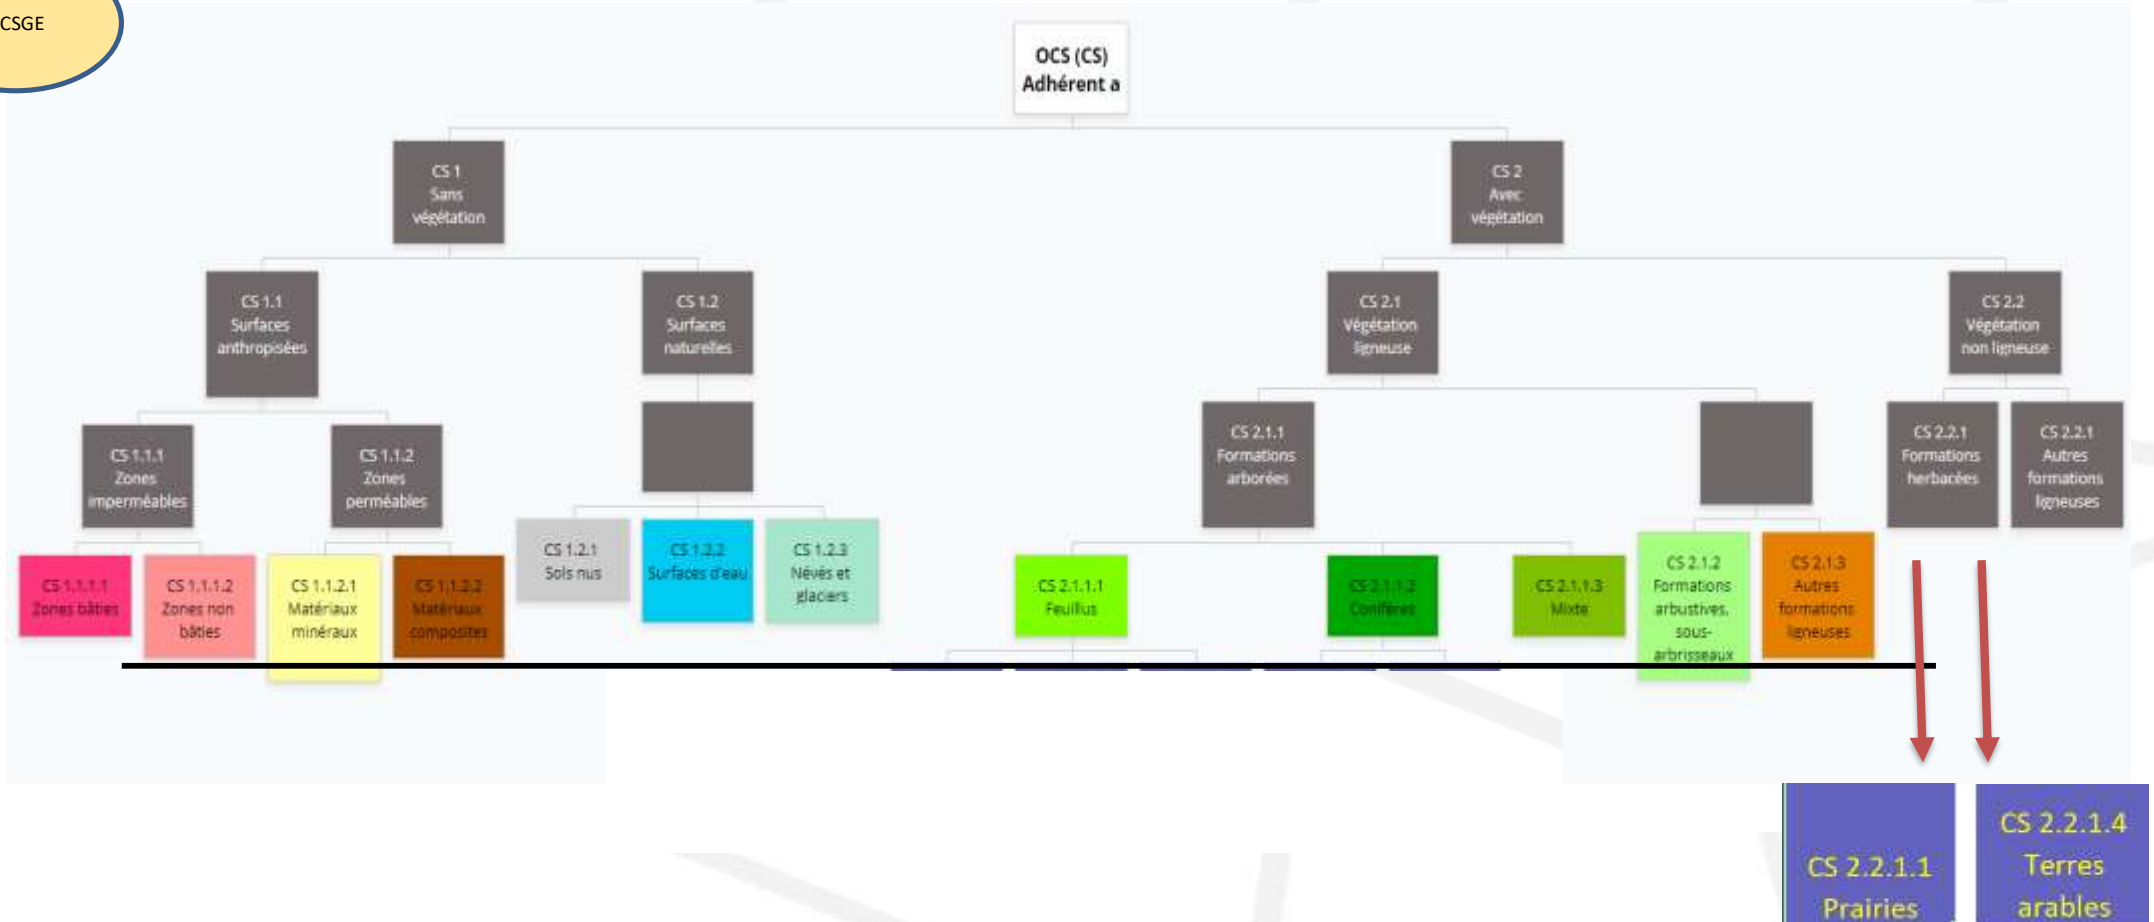 CSGE
OCS (CS)
Adhérent a
CS 1
Sans
végétation
CS 2
Avec
végétation
CS 1.1
Surfaces
anthropisées
CS 1.2
Surfaces
naturelles
CS 2.1
Végétation
ligneuse
CS 2.2
Végétation
non ligneuse
CS 1.1.1
Zones
imperméables
CS 1.1.2
Zones
perméables
CS 2.1.1
Formations
arborées
CS 2.2.1
Formations
herbacées
CS 2.2.1
Autres
formations
ligneuses
CS 1.1.1.1
Zones bâties
CS 1.1.1.2
Zones non
bâties
CS 1.1.2.1
Matériaux
minéraux
CS 1.1.2.2
Matériaux
composites
CS 1.2.1
Sols nus
CS 1.2.2
Surfaces d'eau
CS 1.2.3
Névés et
glaciers
CS 2.1.1.1
Feuillus
CS 2.1.1.2
Conifères
CS 2.1.1.3
Mixte
CS 2.1.2
Formations
arbustives,
sous-
arbrisseaux
CS 2.1.3
Autres
formations
ligneuses
CS 2.2.1.1
Prairies
CS 2.2.1.4
Terres
arables